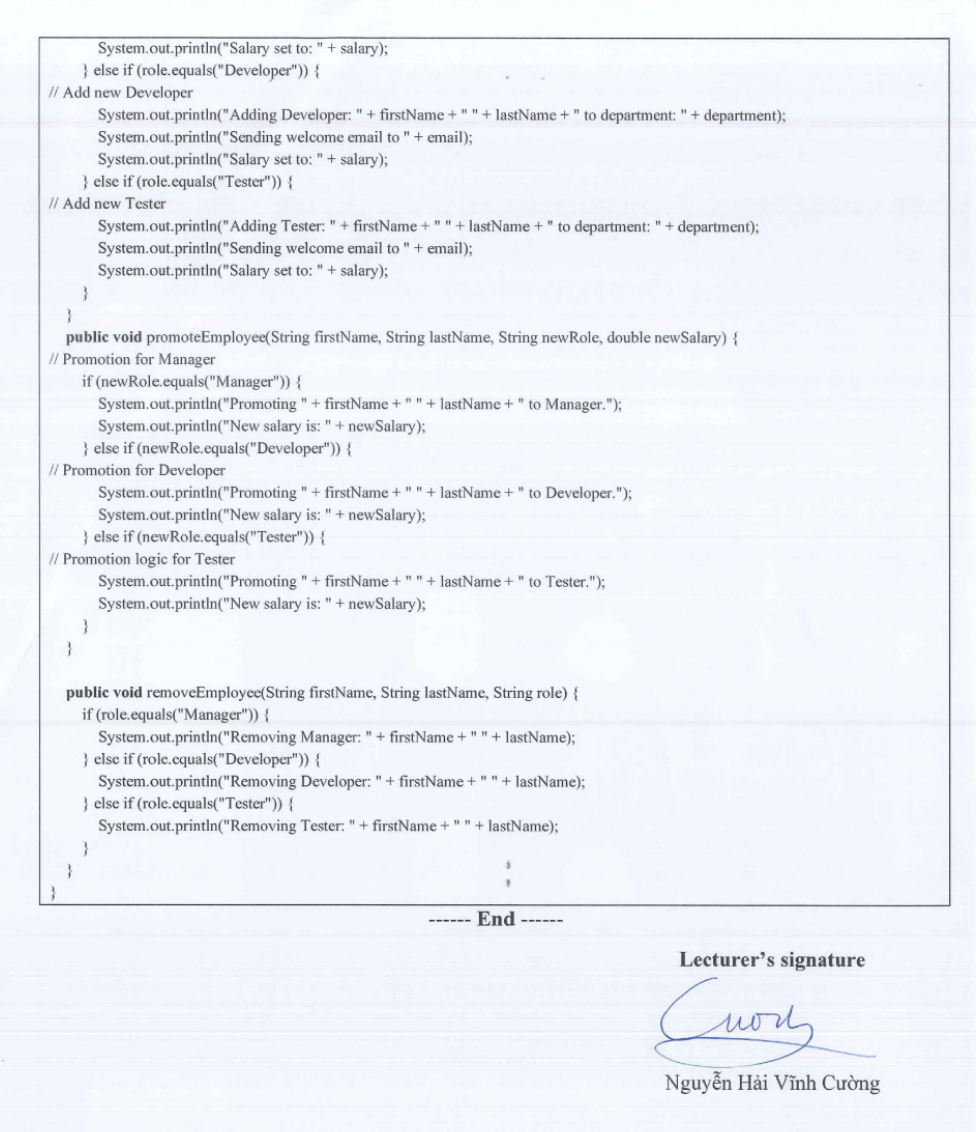 System.out.println("Salary set to: " + salary);
} else if (role.equals("Developer")) {
// Add new Developer
System.out.println("Adding Developer: " + firstName + " " + lastName + " to department: " + department);
System.out.println("Sending welcome email to " + email);
System.out.println("Salary set to: " + salary);
} else if (role.equals("Tester")) {
// Add new Tester
System.out.println("Adding Tester: " + firstName + " " + lastName + " to department: " + department);
System.out.println("Sending welcome email to " + email);
System.out.println("Salary set to: " + salary);
}
}
public void promoteEmployee(String firstName, String lastName, String newRole, double newSalary) {
// Promotion for Manager
if (newRole.equals("Manager")) {
System.out.println("Promoting " + firstName + " " + lastName + " to Manager.");
System.out.println("New salary is: " + newSalary);
} else if (newRole.equals("Developer")) {
// Promotion for Developer
System.out.println("Promoting " + firstName + " " + lastName + " to Developer.");
System.out.println("New salary is: " + newSalary);
} else if (newRole.equals("Tester")) {
// Promotion logic for Tester
System.out.println("Promoting " + firstName + " " + lastName + " to Tester.");
System.out.println("New salary is: " + newSalary);
}
}
public void removeEmployee(String firstName, String lastName, String role) {
if (role.equals("Manager")) {
System.out.println("Removing Manager: " + firstName + " " + lastName);
} else if (role.equals("Developer")) {
System.out.println("Removing Developer: " + firstName + " " + lastName);
} else if (role.equals("Tester")) {
System.out.println("Removing Tester: " + firstName + " " + lastName);
}
}
}
------ End ------
Lecturer's signature
Nguyễn Hải Vĩnh Cường